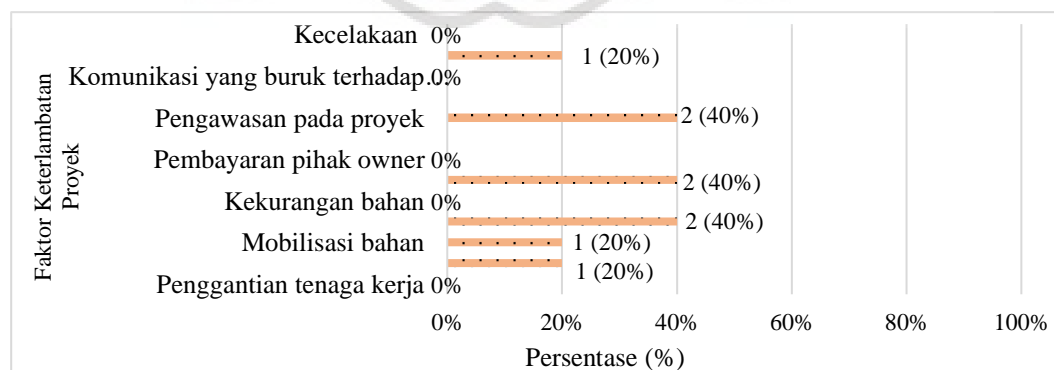 Faktor Keterlambatan
Proyek
Kecelakaan 0%
1 (20%)
Komunikasi yang buruk terhadap... 0%
Pengawasan pada proyek 2 (40%)
Pembayaran pihak owner 0%
2 (40%)
Kekurangan bahan 0%
2 (40%)
Mobilisasi bahan 1 (20%)
1 (20%)
Penggantian tenaga kerja 0%
0% 20% 40% 60% 80% 100%
Persentase (%)